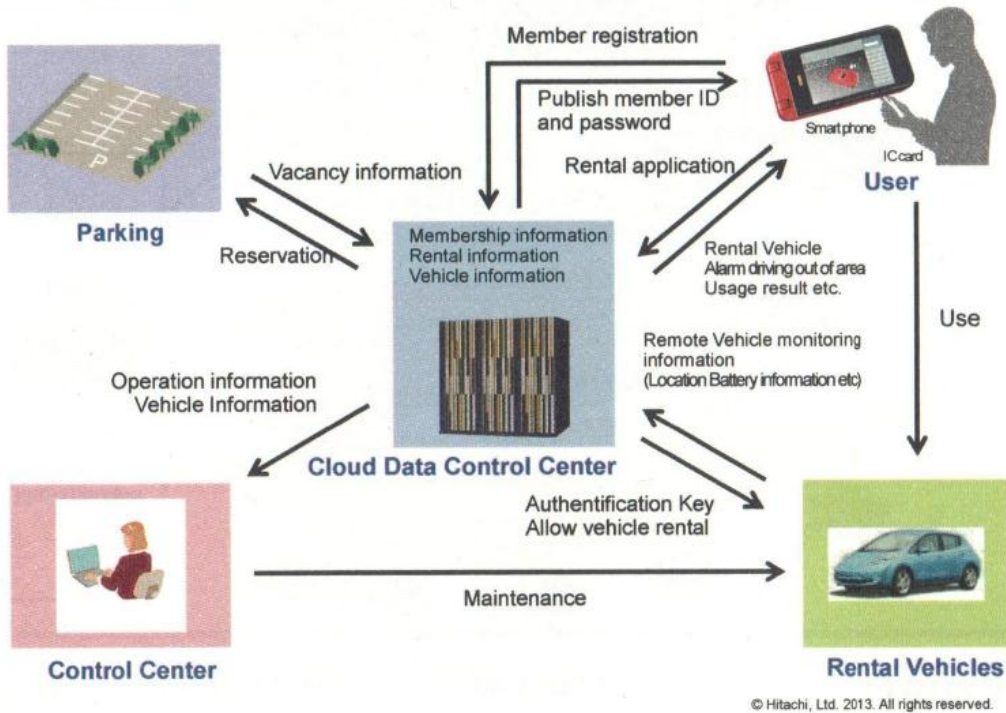 Member registration
Publish member ID
and password
Smart phone
IC card
User
P
Vacancy information
Rental application
Parking
Reservation
Membership information
Rental information
Vehicle information
Rental Vehicle
Alarm driving out of area
Usage result etc.
Use
Remote Vehicle monitoring
information
(Location Battery information etc)
Operation information
Vehicle Information
Cloud Data Control Center
Authentification Key
Allow vehicle rental
Maintenance
Control Center
Rental Vehicles
© Hitachi, Ltd. 2013. All rights reserved.